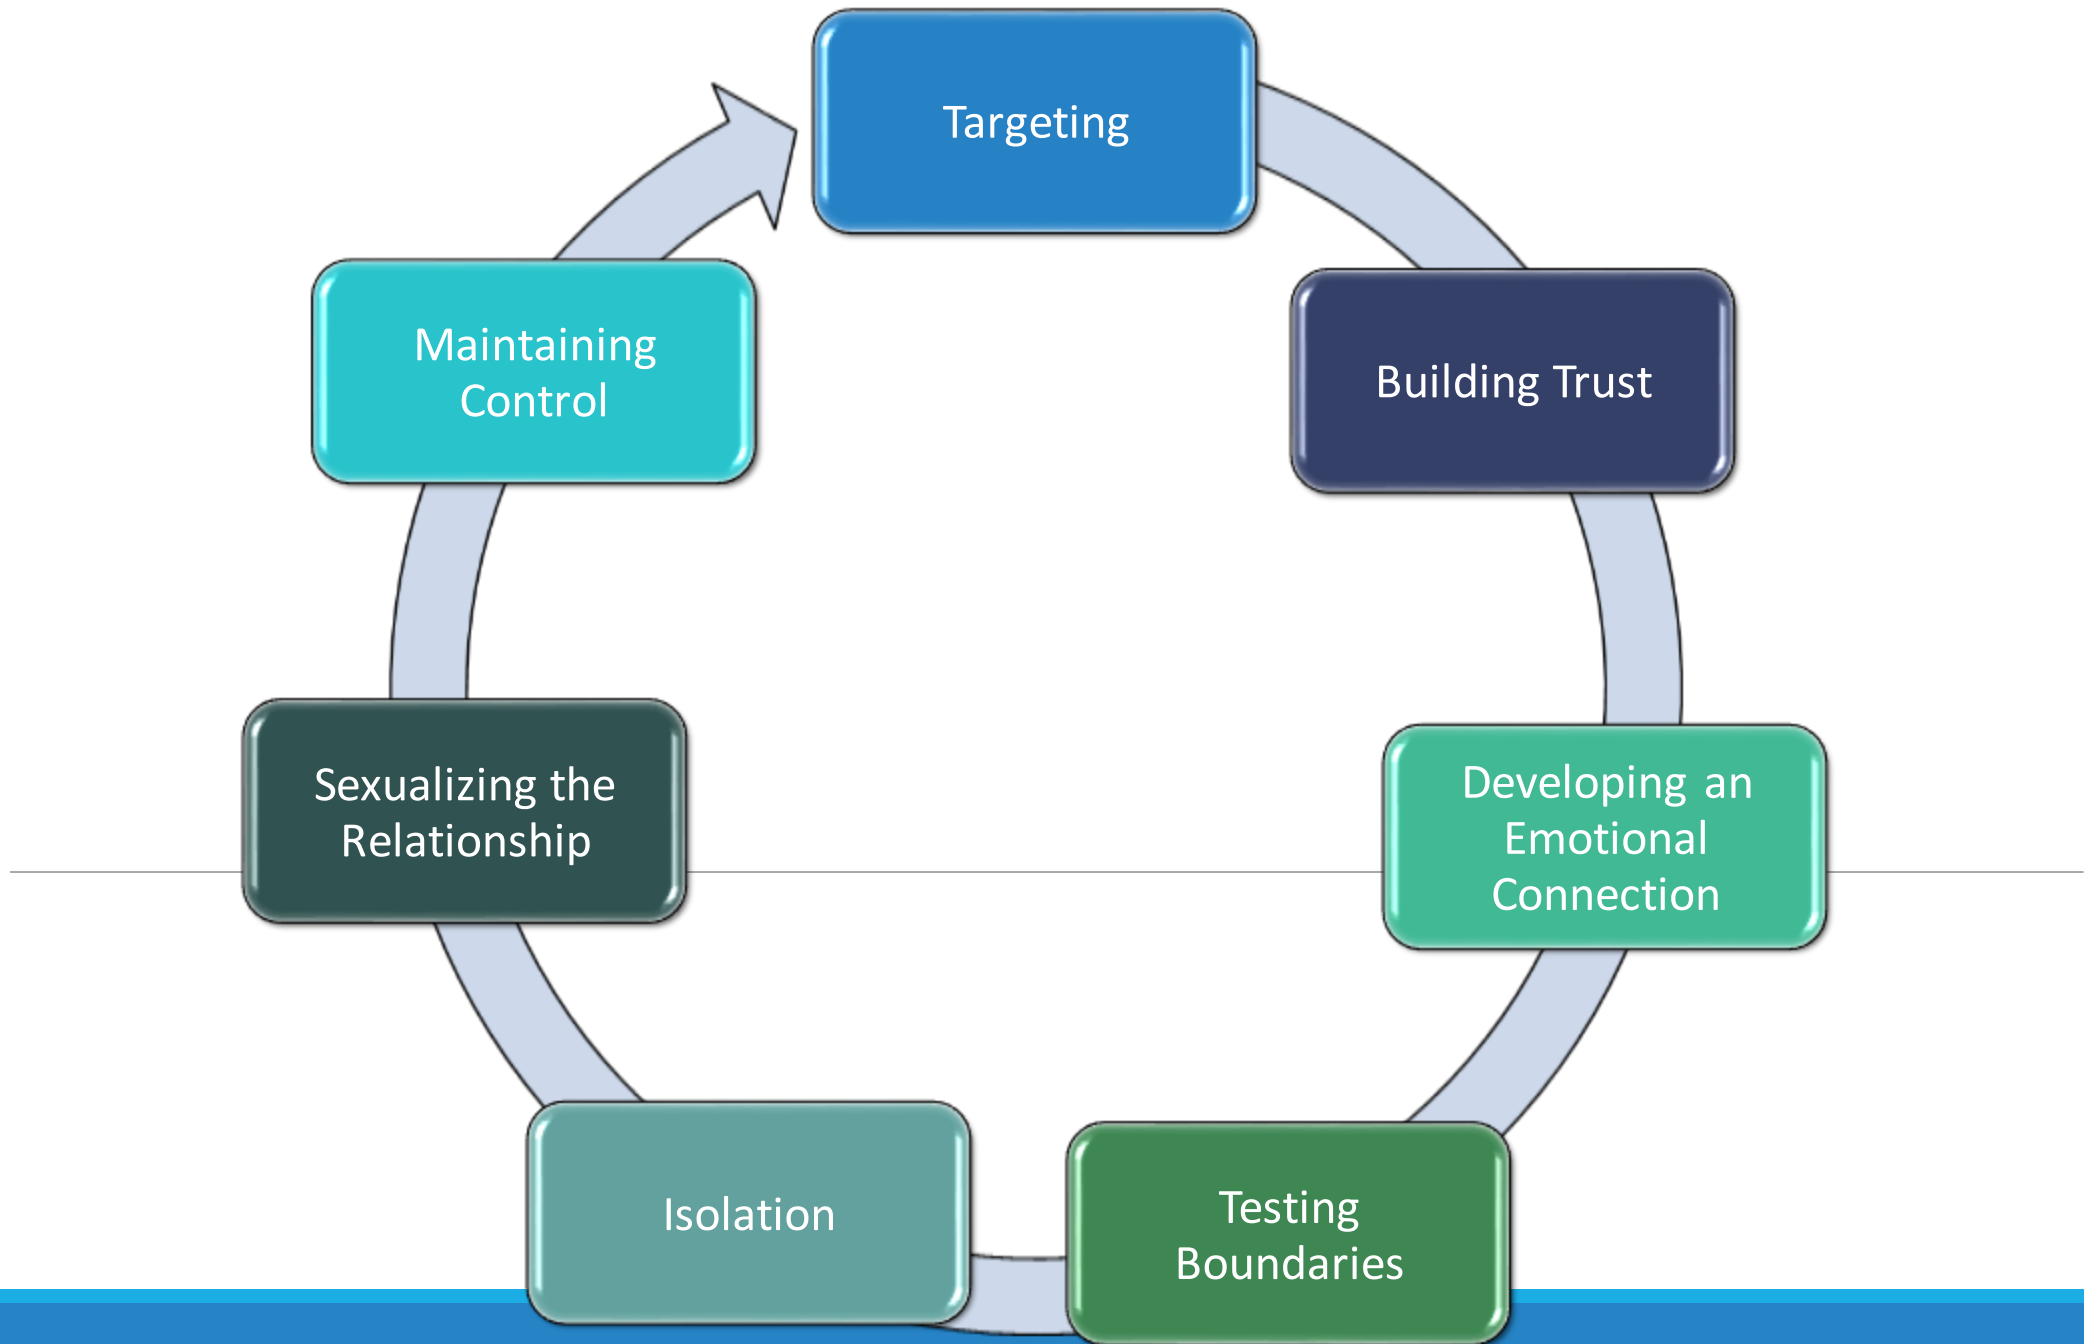 Targeting
Building Trust
Developing an
Emotional
Connection
Testing
Boundaries
Isolation
Sexualizing the
Relationship
Maintaining
Control